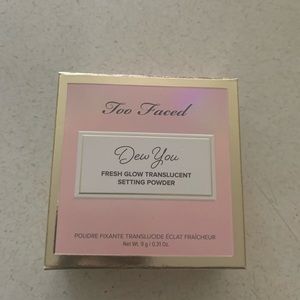 Too Faced
Dew You
FRESH GLOW TRANSLUCENT
SETTING POWDER
POUDRE FIXANTE TRANSLUCIDE ÉCLAT FRAÎCHEUR
Net Wt. 9 g / 0.31 Oz.